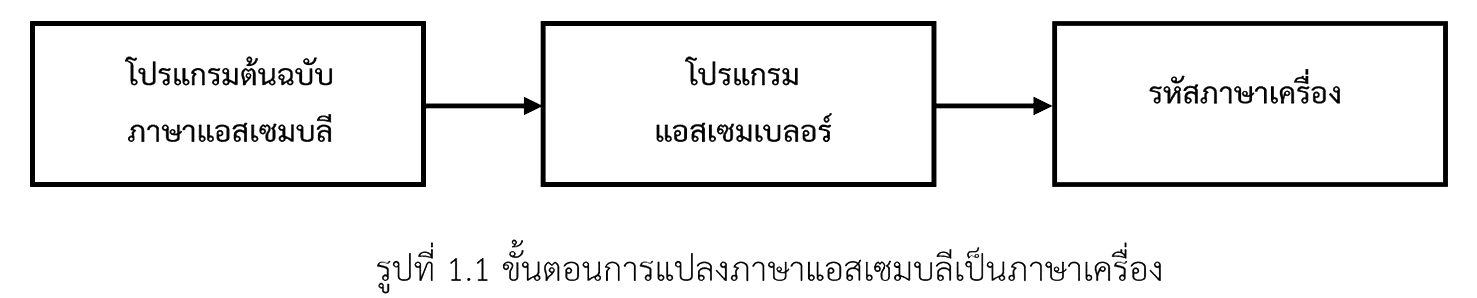 โปรแกรมต้นฉบับ
ภาษาแอสเซมบลี
โปรแกรม
แอสเซมเบลอร์
รหัสภาษาเครื่อง
รูปที่ 1.1 ขั้นตอนการแปลงภาษาแอสเซมบลีเป็นภาษาเครื่อง